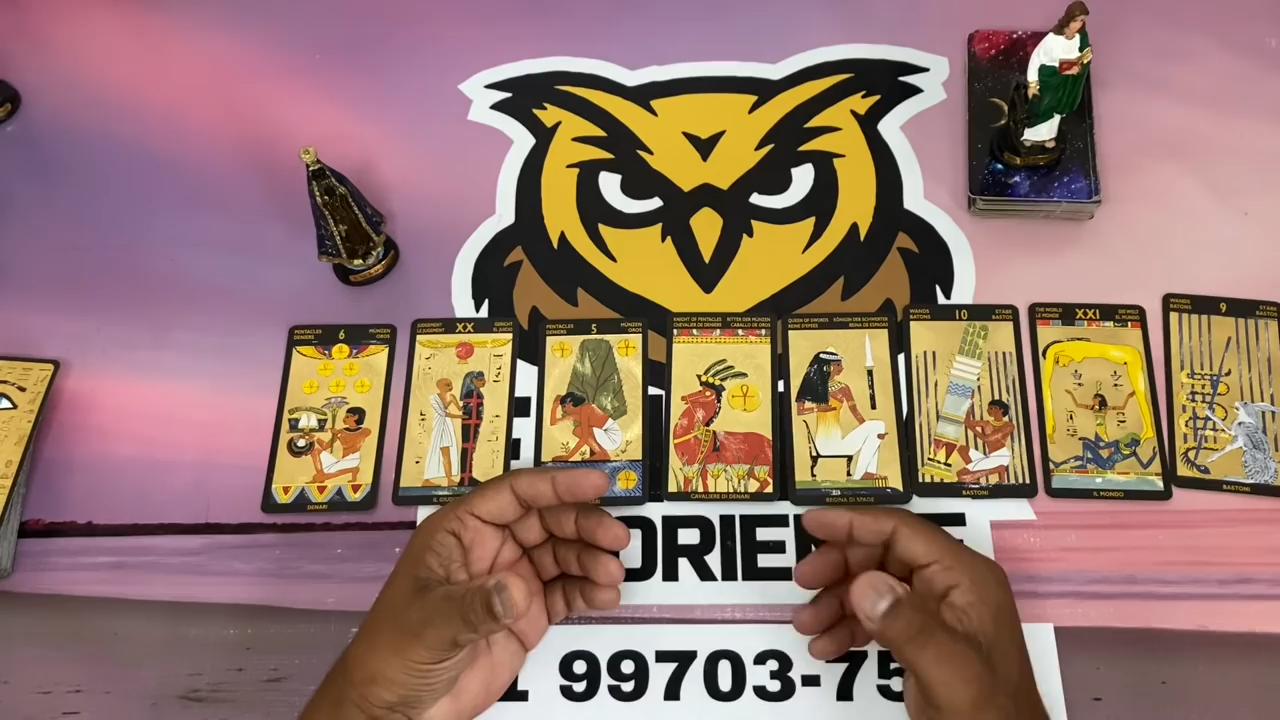 PENTACLES DENIERS 6 MÜNZEN OROS
DENARI
JUDGEMENT LE JUGEMENT XX GERICHT EL JUICIO
PENTACLES DENIERS 5 MÜNZEN OROS
KNIGHT OF PENTACLES CHEVALIER DE DENIERS RITTER DER MÜNZEN CABALLO DE OROS
CAVALIERE DI DENARI
QUEEN OF SWORDS REINE D'EPEES KÖNIGIN DER SCHWERTER REINA DE ESPADAS
REGINA DI SPADE
WANDS BATONS 10 STÄBE BASTOS
BASTONI
THE WORLD LE MONDE XXI DIE WELT EL MUNDO
IL MONDO
WANDS BATONS 9 STÄBE BASTOS
BASTONI
ORIEN
99703-75